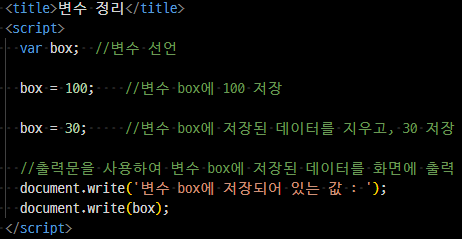 <title>변수 정리</title>
<script>
var box; //변수 선언
box = 100; //변수 box에 100 저장
box = 30; //변수 box에 저장된 데이터를 지우고, 30 저장
//출력문을 사용하여 변수 box에 저장된 데이터를 화면에 출력
document.write('변수 box에 저장되어 있는 값 : ');
document.write(box);
</script>